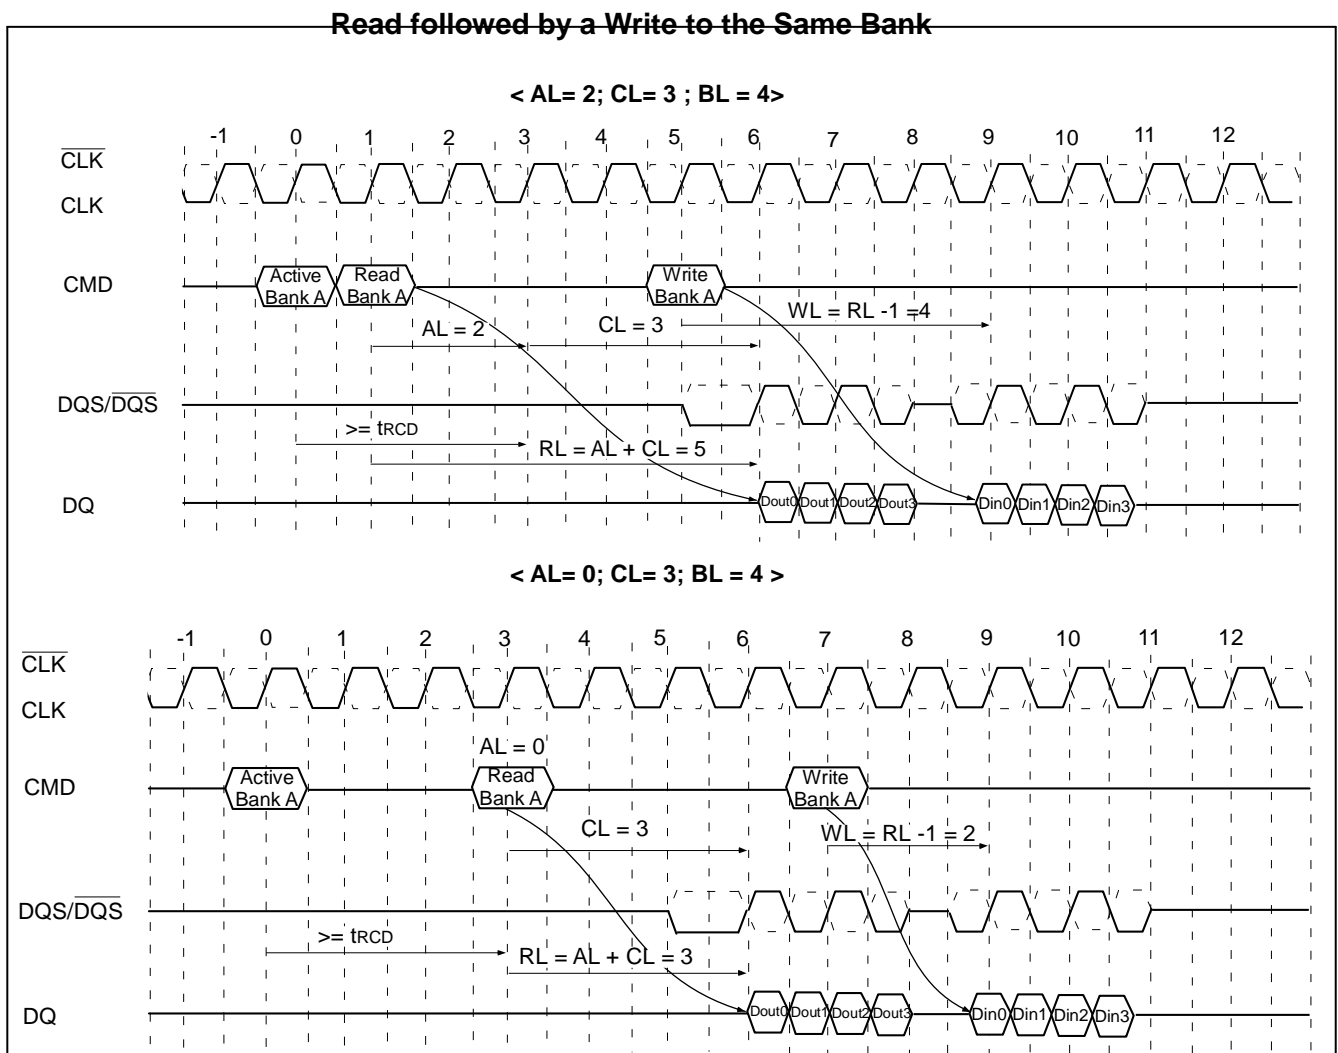 Read followed by a Write to the Same Bank
< AL= 2; CL= 3 ; BL = 4>
-1 0 1 2 3 4 5 6 7 8 9 10 11 12
CLK
CLK
CMD
Active Bank A
Read Bank A
Write Bank A
WL = RL -1 =4
AL = 2
CL = 3
DQS/DQS
>= tRCD
RL = AL + CL = 5
DQ
Dout0 Dout1 Dout2 Dout3 Din0 Din1 Din2 Din3
< AL= 0; CL= 3; BL = 4 >
-1 0 1 2 3 4 5 6 7 8 9 10 11 12
CLK
CLK
AL = 0
CMD
Active Bank A
Read Bank A
Write Bank A
CL = 3
WL = RL -1 = 2
DQS/DQS
>= tRCD
RL = AL + CL = 3
DQ
Dout0 Dout1 Dout2 Dout3 Din0 Din1 Din2 Din3